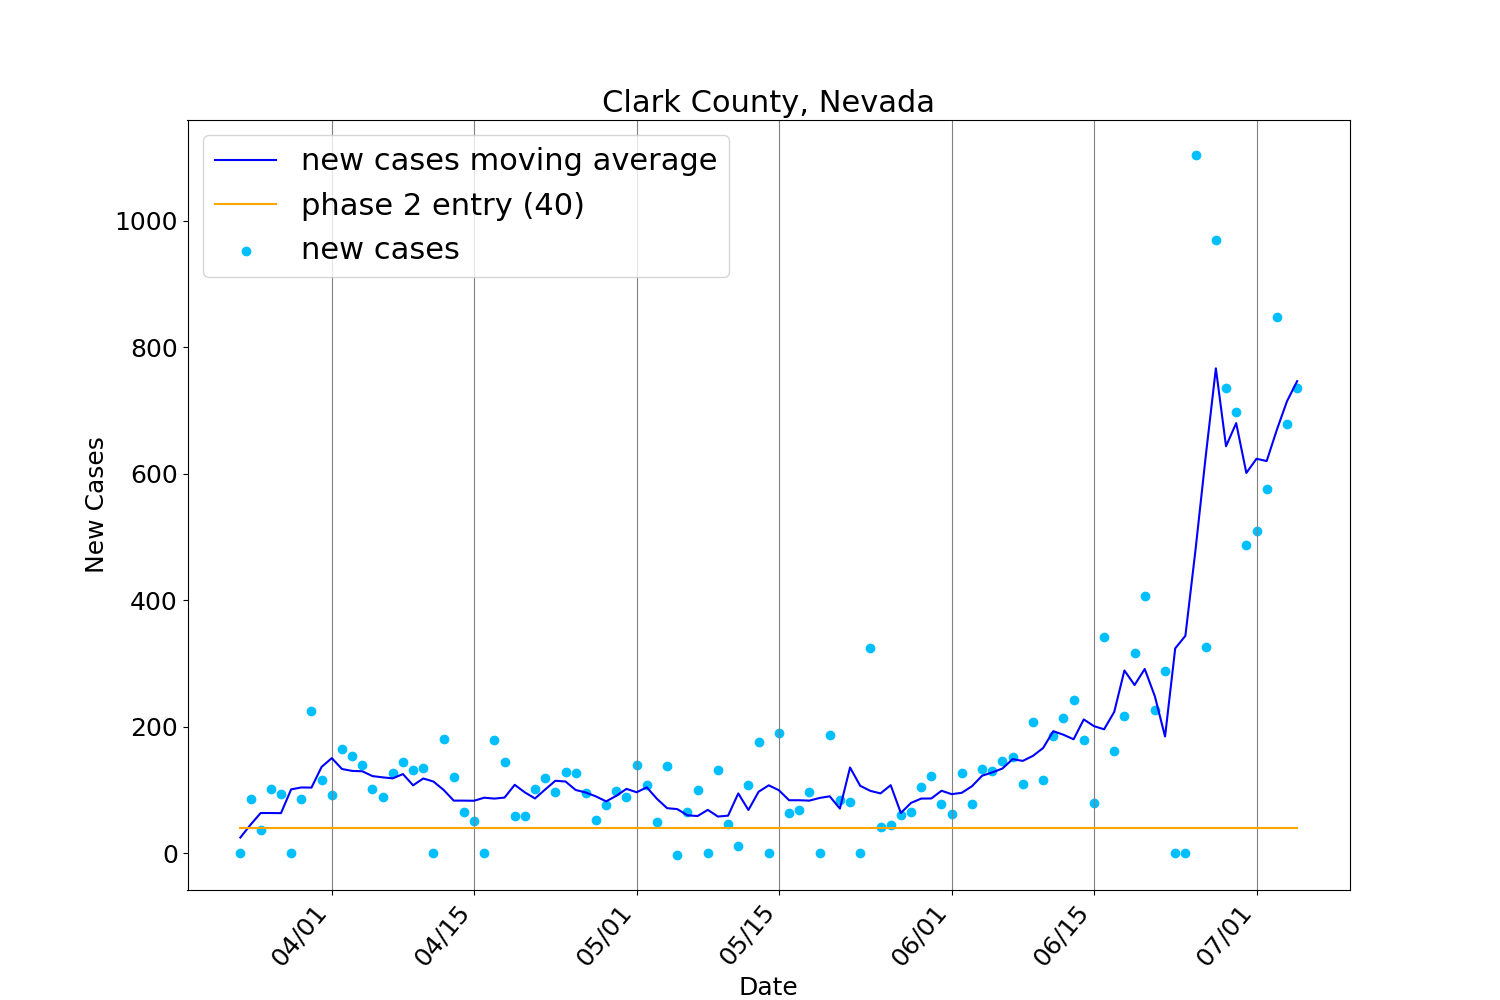 Clark County, Nevada
new cases moving average
phase 2 entry (40)
new cases
1000
800
600
400
200
0
New Cases
04/01
04/15
05/01
05/15
06/01
06/15
07/01
Date